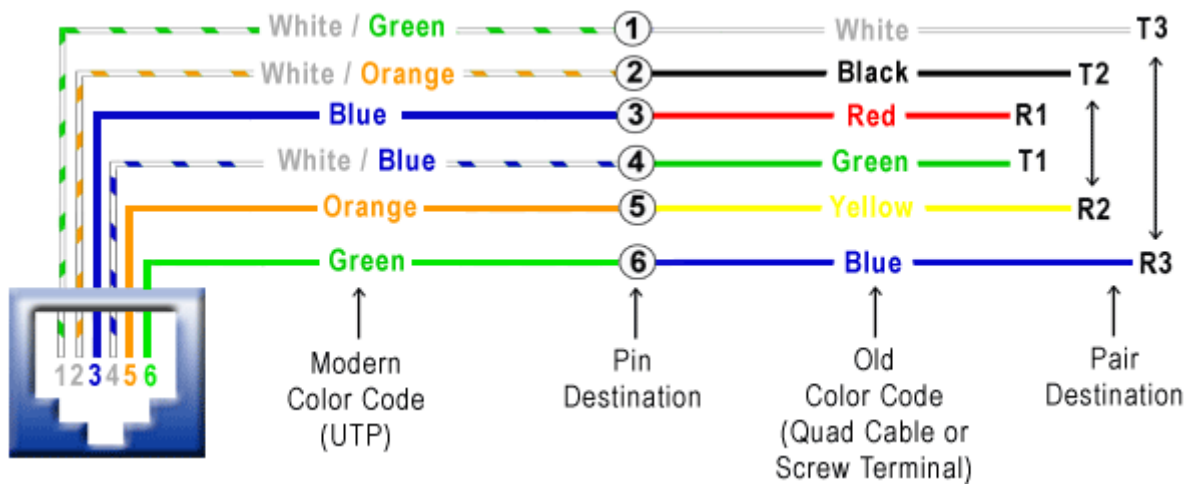 White / Green 1 White T3
White / Orange 2 Black T2
Blue 3 Red R1
White / Blue 4 Green T1
Orange 5 Yellow R2
Green 6 Blue R3
1 2 3 4 5 6
Modern
Color Code
(UTP)
Pin
Destination
Old
Color Code
(Quad Cable or
Screw Terminal)
Pair
Destination